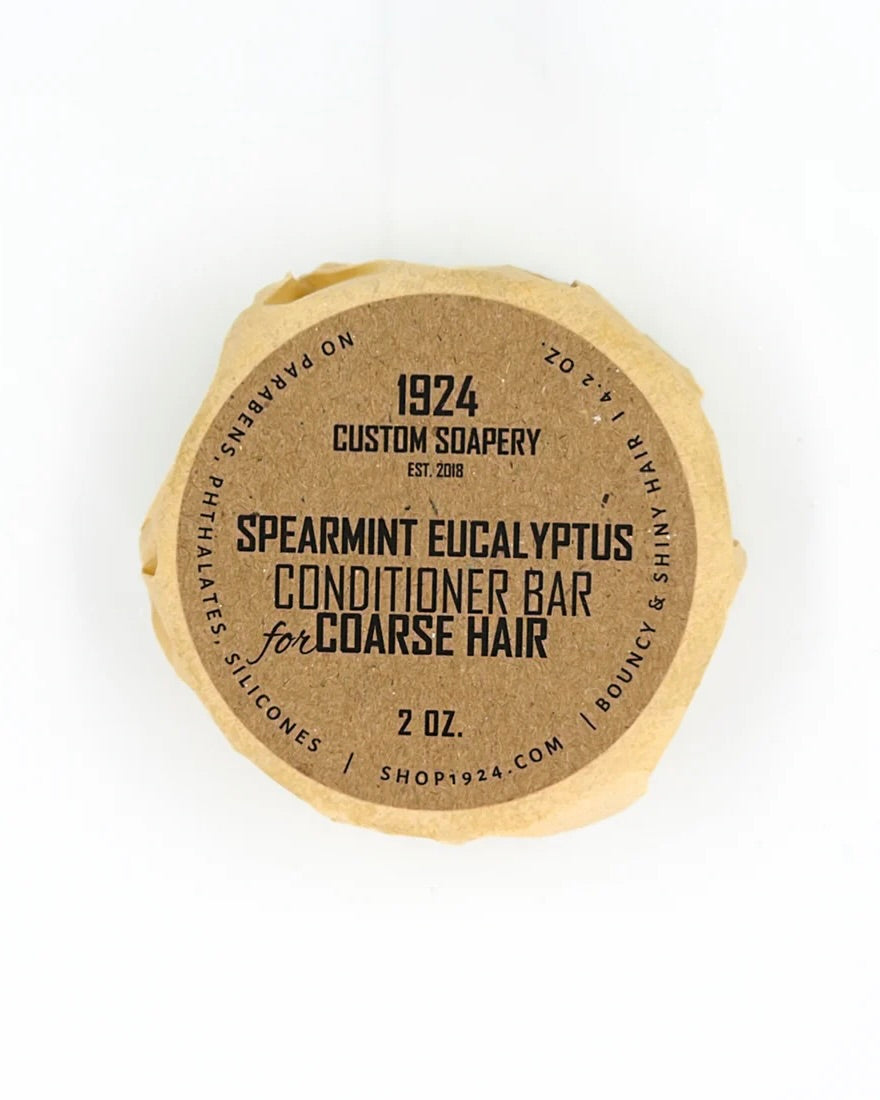 1924
CUSTOM SOAPERY
EST. 2018
SPEARMINT EUCALYPTUS
CONDITIONER BAR
for COARSE HAIR
2 OZ.
NO PARABENS, PHTHALATES, SILICONES | SHOP1924.COM | BOUNCY & SHINY HAIR | 4.2 OZ.